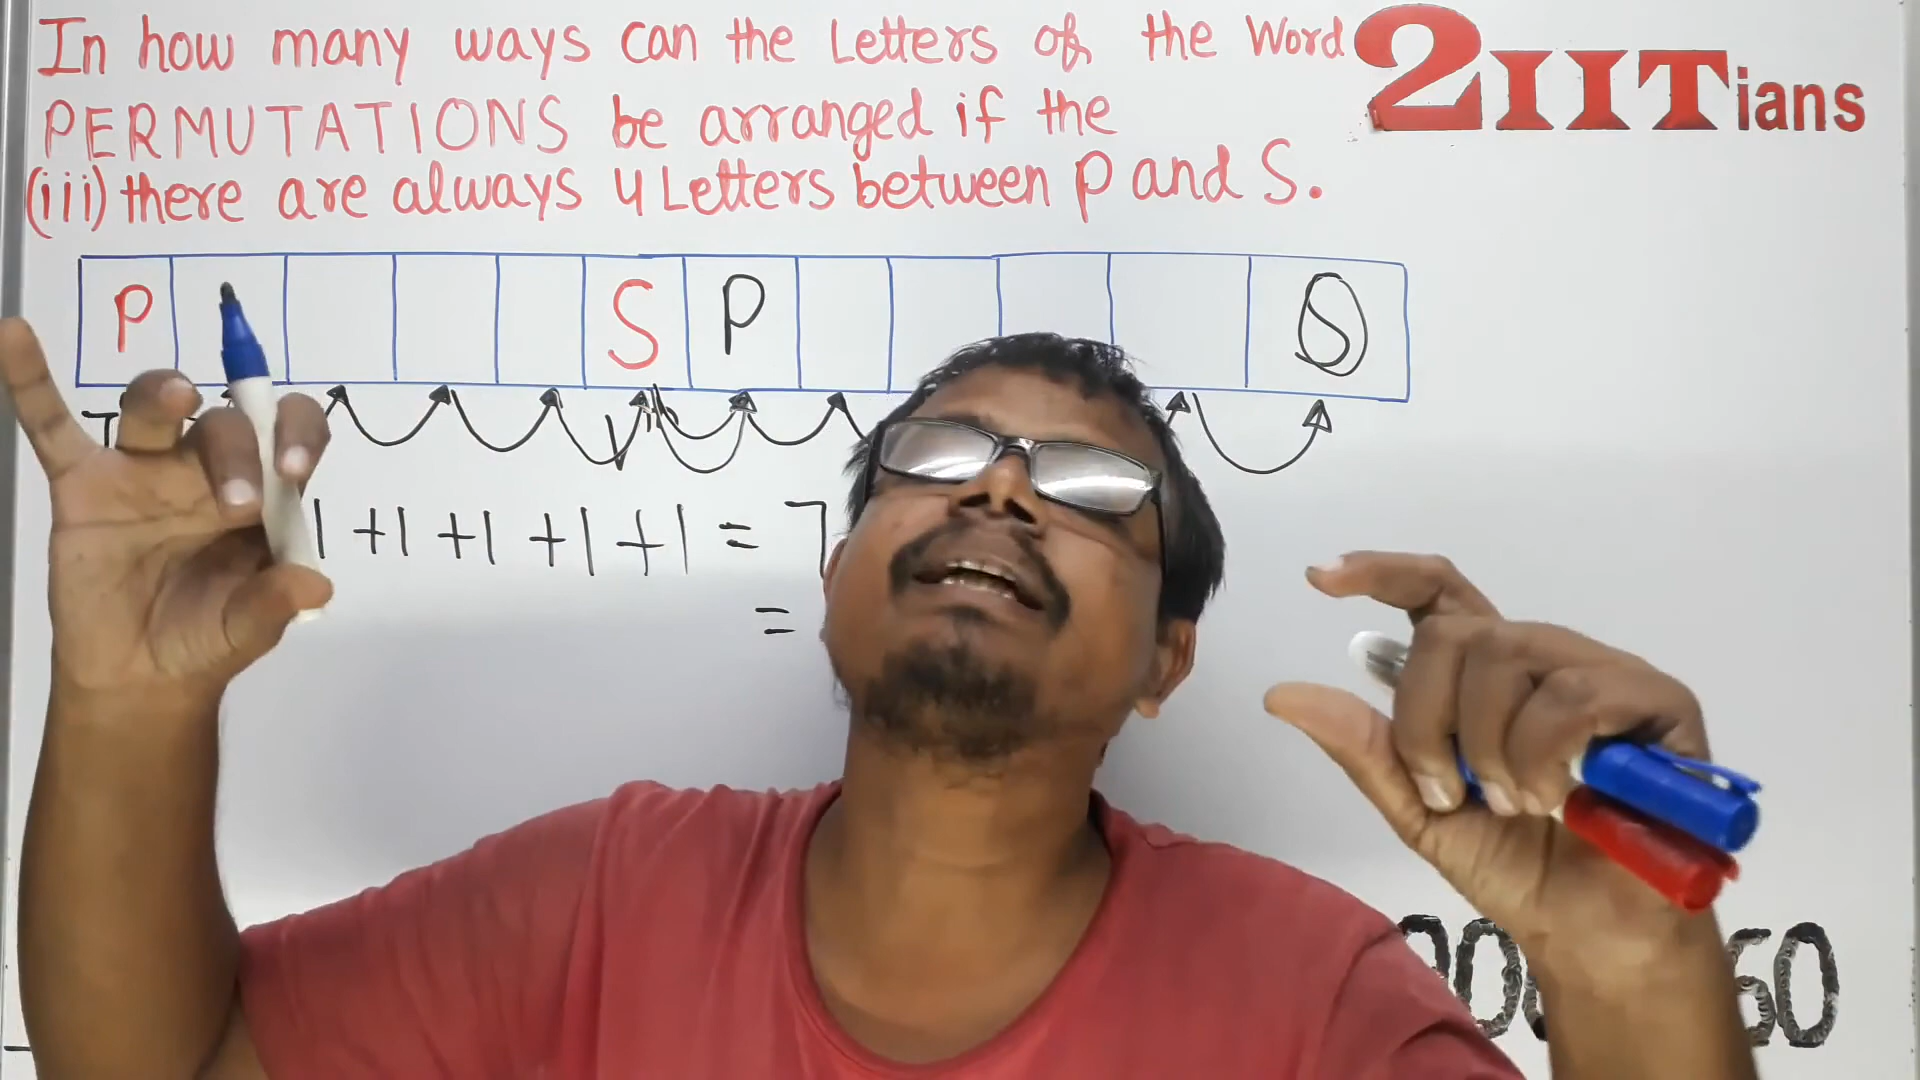 In how many ways can the Letters of the Word
2IITians
PERMUTATIONS be arranged if the
(iii) there are always 4 Letters between P and S.
P S P S
1 +1 +1 +1 +1 = 7
=
60